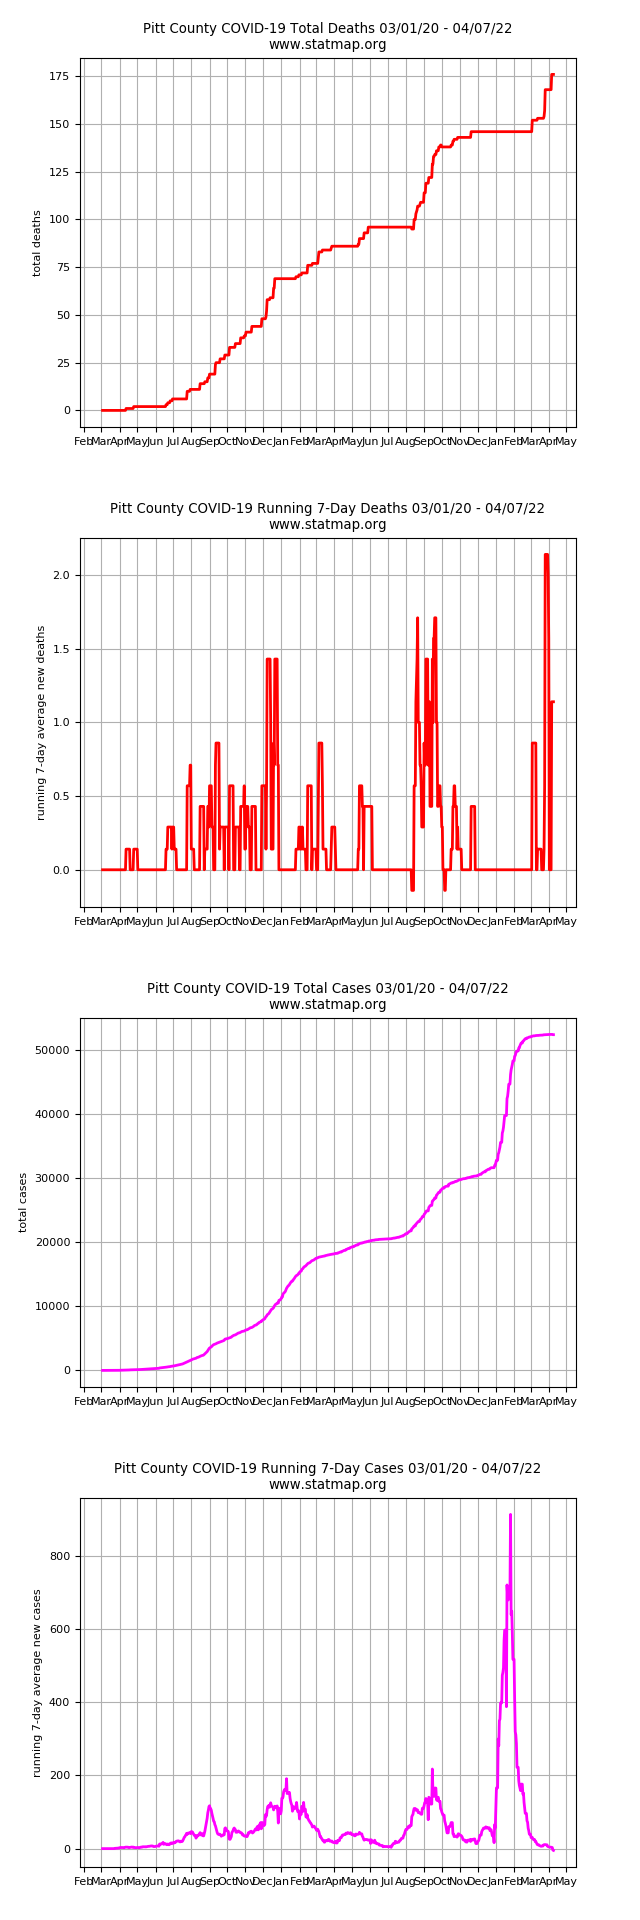 Pitt County COVID-19 Total Deaths 03/01/20 - 04/07/22
www.statmap.org
175
150
125
100
75
50
25
0
total deaths
Feb Mar Apr May Jun Jul Aug Sep Oct Nov Dec Jan Feb Mar Apr May Jun Jul Aug Sep Oct Nov Dec Jan Feb Mar Apr May
Pitt County COVID-19 Running 7-Day Deaths 03/01/20 - 04/07/22
www.statmap.org
2.0
1.5
1.0
0.5
0.0
running 7-day average new deaths
Feb Mar Apr May Jun Jul Aug Sep Oct Nov Dec Jan Feb Mar Apr May Jun Jul Aug Sep Oct Nov Dec Jan Feb Mar Apr May
Pitt County COVID-19 Total Cases 03/01/20 - 04/07/22
www.statmap.org
50000
40000
30000
20000
10000
0
total cases
Feb Mar Apr May Jun Jul Aug Sep Oct Nov Dec Jan Feb Mar Apr May Jun Jul Aug Sep Oct Nov Dec Jan Feb Mar Apr May
Pitt County COVID-19 Running 7-Day Cases 03/01/20 - 04/07/22
www.statmap.org
800
600
400
200
0
running 7-day average new cases
Feb Mar Apr May Jun Jul Aug Sep Oct Nov Dec Jan Feb Mar Apr May Jun Jul Aug Sep Oct Nov Dec Jan Feb Mar Apr May